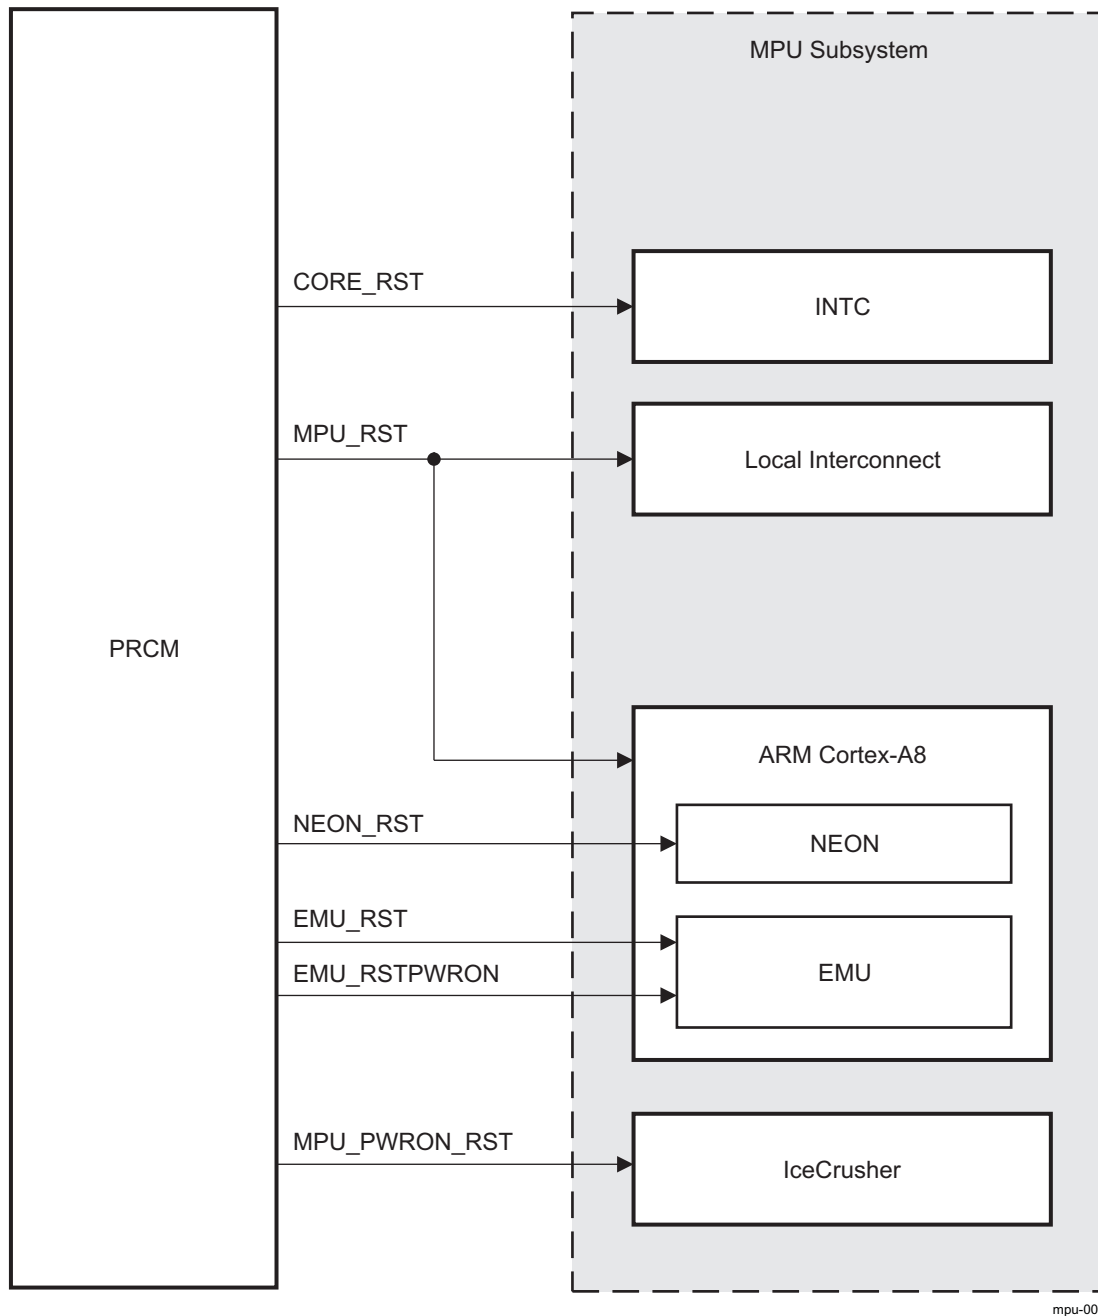 MPU Subsystem
CORE_RST
INTC
MPU_RST
Local Interconnect
PRCM
ARM Cortex-A8
NEON_RST
NEON
EMU_RST
EMU_RSTPWRON
EMU
MPU_PWRON_RST
IceCrusher
mpu-00